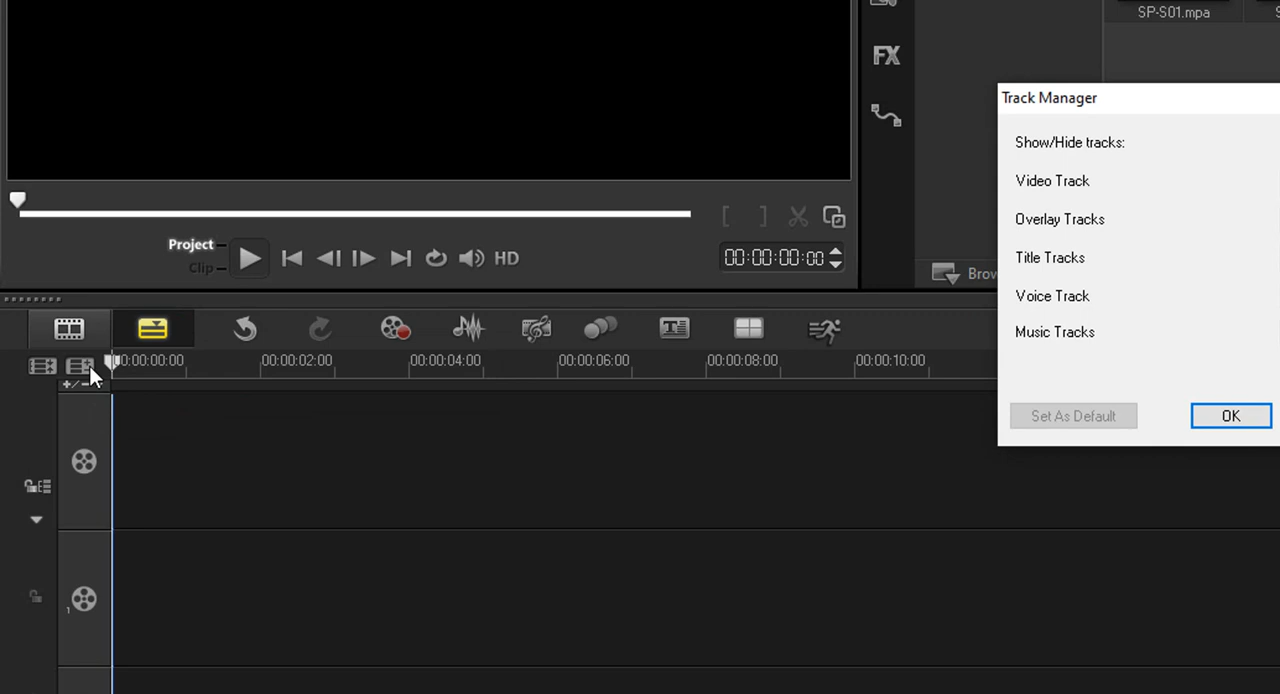 SP-S01.mpa
FX
Track Manager
Show/Hide tracks:
Video Track
Overlay Tracks
Title Tracks
Voice Track
Music Tracks
Set As Default
OK
Project
Clip
HD
00:00:00:00
Brow
00:00:00:00 00:00:02:00 00:00:04:00 00:00:06:00 00:00:08:00 00:00:10:00
1